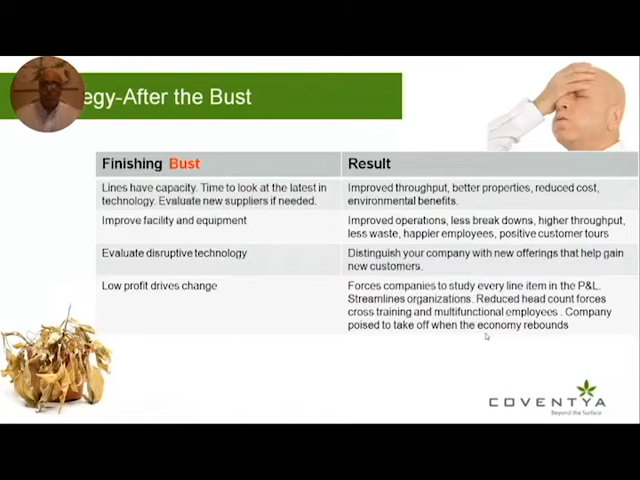 egy-After the Bust
Finishing Bust
Result
Lines have capacity. Time to look at the latest in
technology. Evaluate new suppliers if needed.
Improved throughput, better properties, reduced cost,
environmental benefits.
Improve facility and equipment
Improved operations, less break downs, higher throughput,
less waste, happier employees, positive customer tours
Evaluate disruptive technology
Distinguish your company with new offerings that help gain
new customers.
Low profit drives change
Forces companies to study every line item in the P&L.
Streamlines organizations. Reduced head count forces
cross training and multifunctional employees . Company
poised to take off when the economy rebounds
COVENTYA
Beyond the Surface